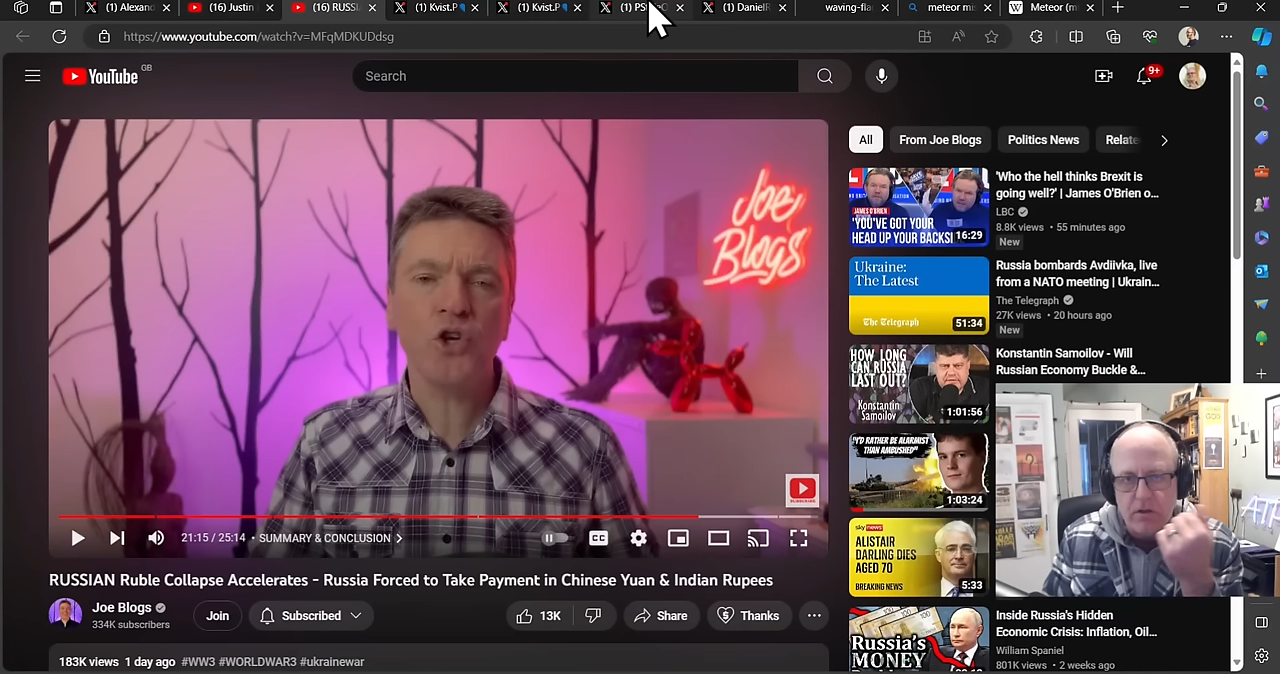 (1) Alexand
(16) Justin
(16) RUSSI
(1) Kvist.P
(1) Kvist.P
(1) DanielR
waving-fla
meteor mi
Meteor (m
https://www.youtube.com/watch?v=MFqMDKUDdsg
YouTube GB
Search
9+
Joe
Blogs
21:15 / 25:14 • SUMMARY & CONCLUSION
CC
RUSSIAN Ruble Collapse Accelerates - Russia Forced to Take Payment in Chinese Yuan & Indian Rupees
Joe Blogs
334K subscribers
Join
Subscribed
13K
Share
Thanks
183K views 1 day ago #WW3 #WORLDWAR3 #ukrainewar
All
From Joe Blogs
Politics News
Relate
JAMES O'BRIEN
'YOU'VE GOT YOUR
HEAD UP YOUR BACKSI
16:29
'Who the hell thinks Brexit is
going well?' | James O'Brien o...
LBC
8.8K views • 55 minutes ago
New
Ukraine:
The Latest
The Telegraph
51:34
Russia bombards Avdiivka, live
from a NATO meeting | Ukrain...
The Telegraph
27K views • 20 hours ago
New
HOW LONG
CAN RUSSIA
LAST OUT?
Konstantin
Samoilov
1:01:56
Konstantin Samoilov - Will
Russian Economy Buckle &...
"I'D RATHER BE ALARMIST
THAN AMBUSHED"
1:03:24
sky news
ALISTAIR
DARLING DIES
AGED 70
BREAKING NEWS
5:33
Russia's
MONEY
Inside Russia's Hidden
Economic Crisis: Inflation, Oil...
William Spaniel
801K views • 2 weeks ago